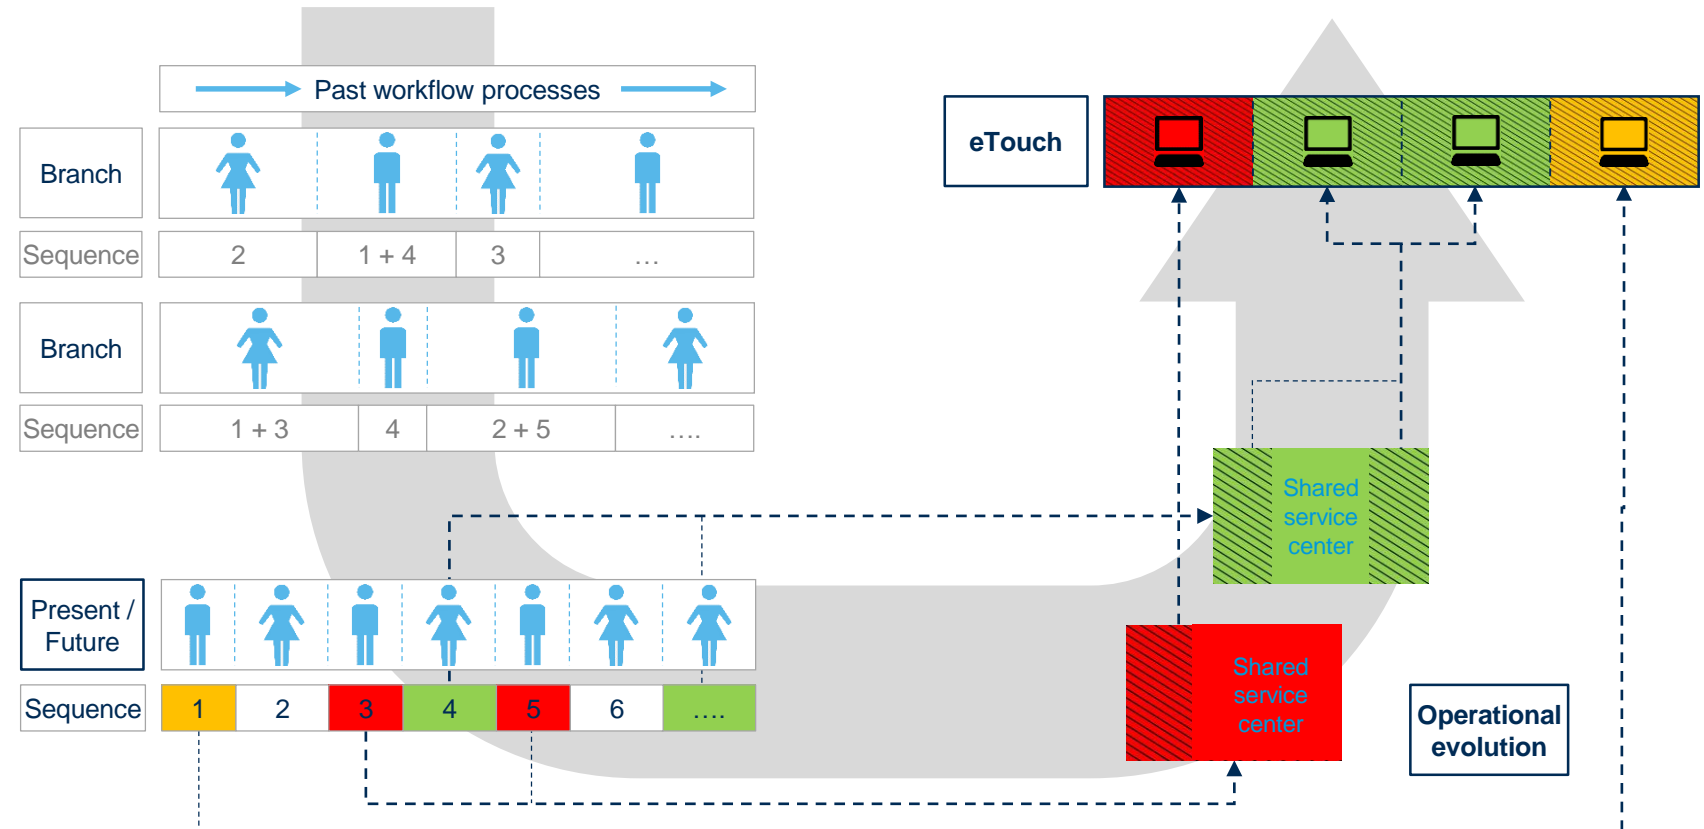 Past workflow processes
Branch
Sequence
2
1 + 4
3
…
Branch
Sequence
1 + 3
4
2 + 5
….
Present /
Future
Sequence
1
2
3
4
5
6
….
eTouch
Shared
service
center
Shared
service
center
Operational
evolution